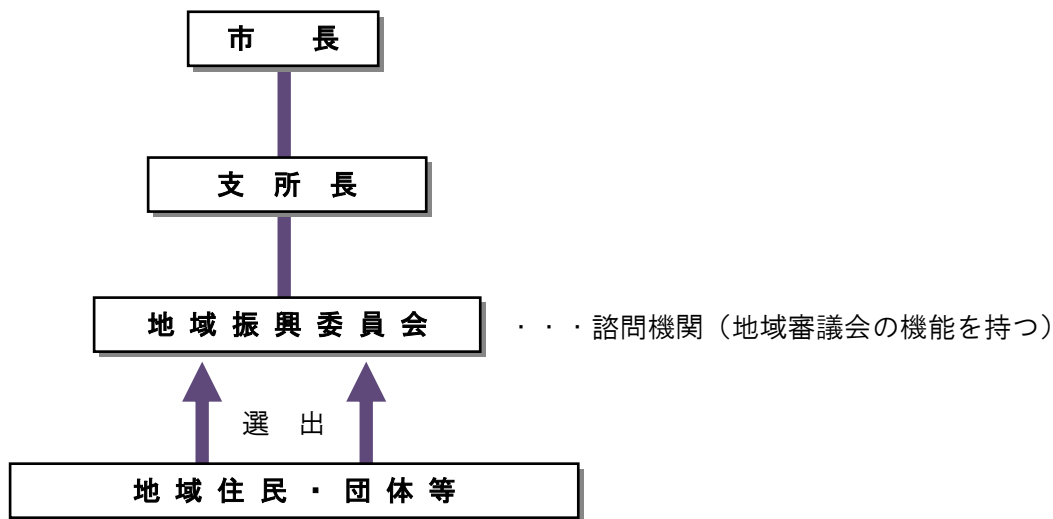 市　長
支　所　長
地 域 振 興 委 員 会　・・・諮問機関（地域審議会の機能を持つ）
選　出
地 域 住 民 ・ 団 体 等